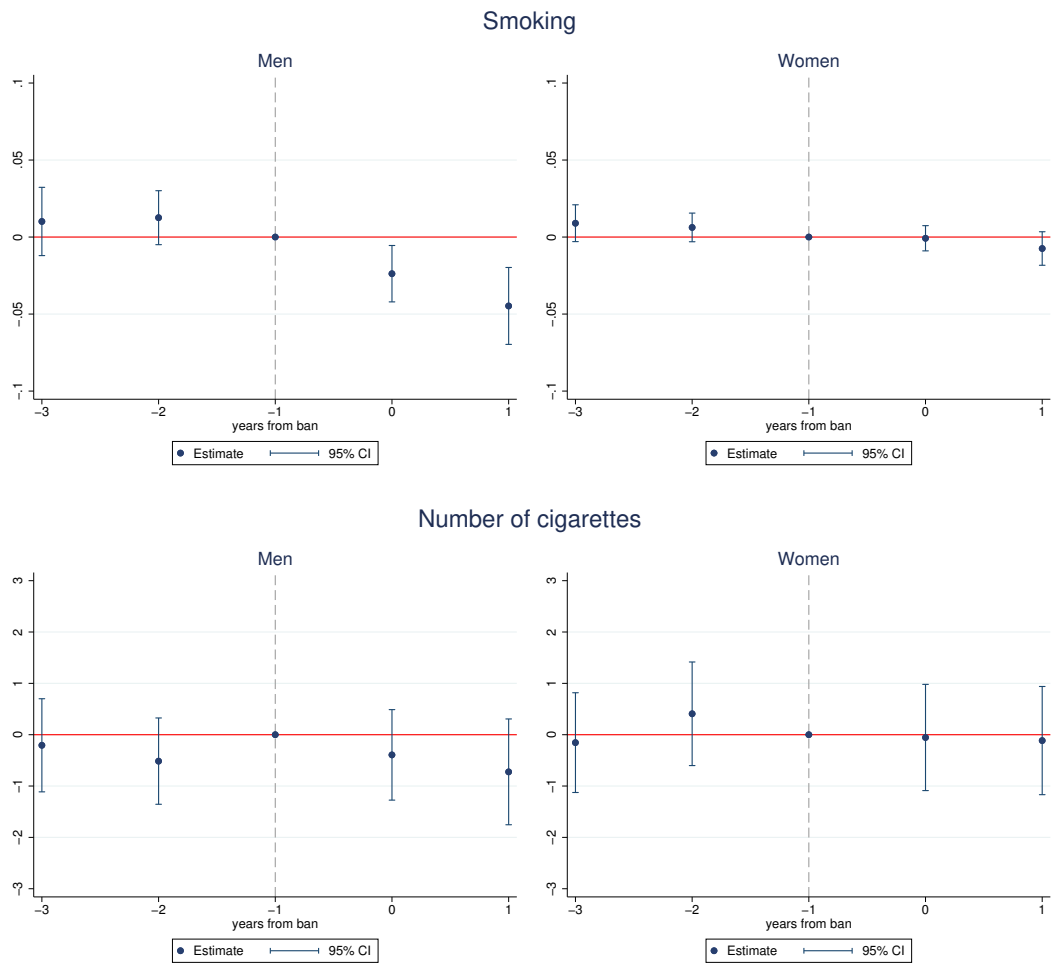 Smoking
Men
.1
.05
0
−.05
−.1
−3 −2 −1 0 1
years from ban
Estimate 95% CI
Women
.1
.05
0
−.05
−.1
−3 −2 −1 0 1
years from ban
Estimate 95% CI
Number of cigarettes
Men
3
2
1
0
−1
−2
−3
−3 −2 −1 0 1
years from ban
Estimate 95% CI
Women
3
2
1
0
−1
−2
−3
−3 −2 −1 0 1
years from ban
Estimate 95% CI